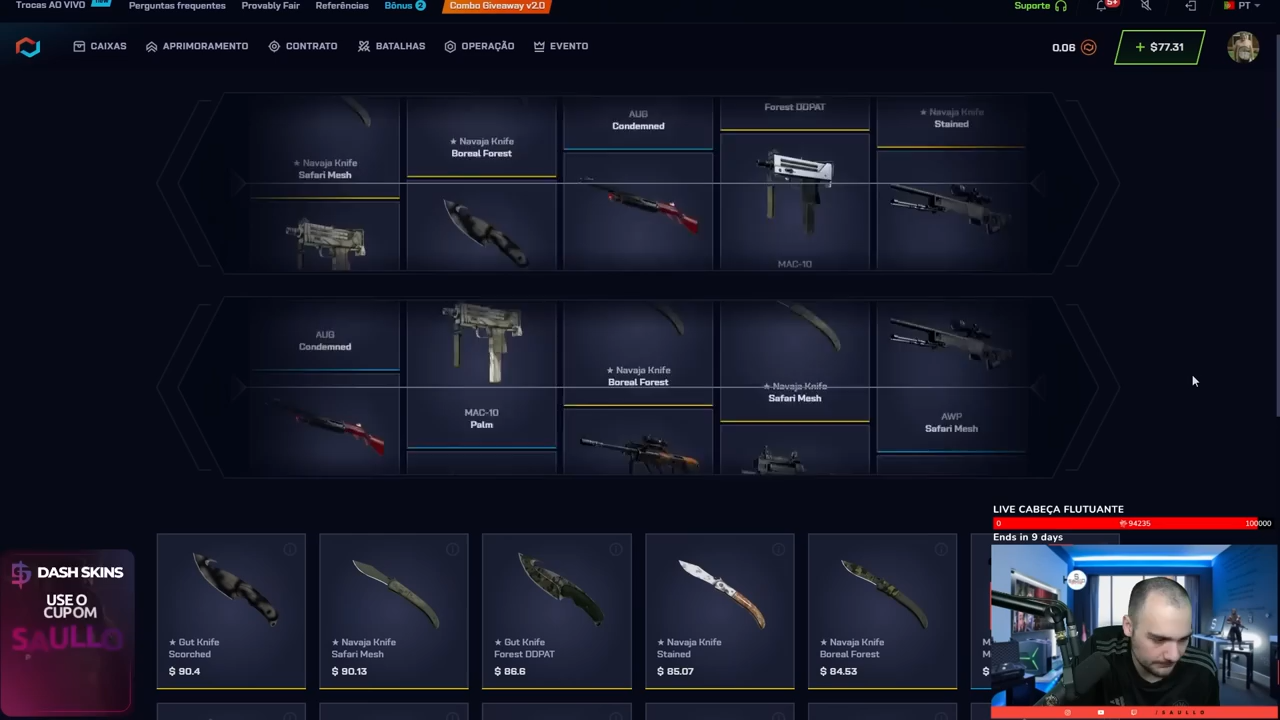 Trocas AO VIVO
Perguntas frequentes
Provably Fair
Referências
Bônus 2
Combo Giveaway v2.0
Suporte
5+
PT
CAIXAS
APRIMORAMENTO
CONTRATO
BATALHAS
OPERAÇÃO
EVENTO
0.06
+ $77.31
★ Navaja Knife
Safari Mesh
★ Navaja Knife
Boreal Forest
AUG
Condemned
Forest DDPAT
MAC-10
★ Navaja Knife
Stained
AUG
Condemned
MAC-10
Palm
★ Navaja Knife
Boreal Forest
★ Navaja Knife
Safari Mesh
AWP
Safari Mesh
LIVE CABEÇA FLUTUANTE
0
94235
100000
Ends in 9 days
DASH SKINS
USE O
CUPOM
SAULLO
★ Gut Knife
Scorched
$ 90.4
★ Navaja Knife
Safari Mesh
$ 90.13
★ Gut Knife
Forest DDPAT
$ 86.6
★ Navaja Knife
Stained
$ 85.07
★ Navaja Knife
Boreal Forest
$ 84.53
/SAULLO